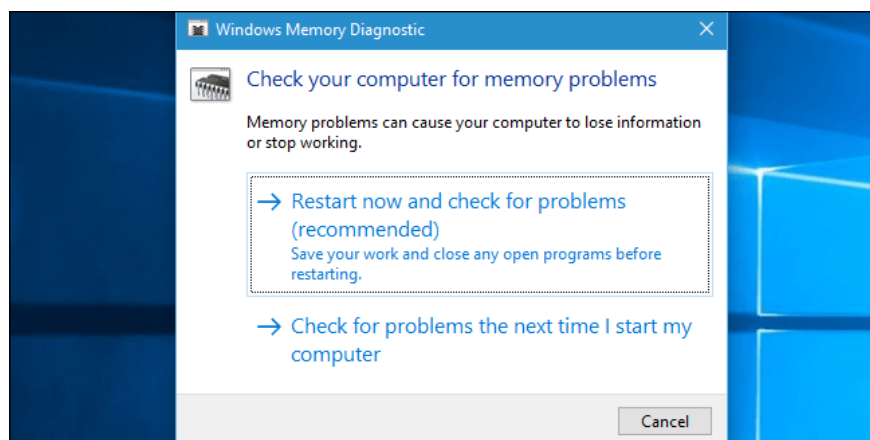 Windows Memory Diagnostic
Check your computer for memory problems
Memory problems can cause your computer to lose information
or stop working.
Restart now and check for problems
(recommended)
Save your work and close any open programs before
restarting.
Check for problems the next time I start my
computer
Cancel